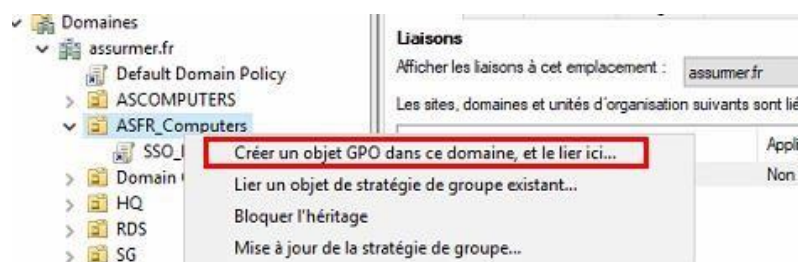 Domaines
assurmer.fr
Default Domain Policy
ASCOMPUTERS
ASFR_Computers
SSO_
Domain
HQ
RDS
SG
Liaisons
Afficher les liaisons à cet emplacement :
assurmer.fr
Les sites, domaines et unités d'organisation suivants sont lié
Appli
Non
Créer un objet GPO dans ce domaine, et le lier ici...
Lier un objet de stratégie de groupe existant...
Bloquer l'héritage
Mise à jour de la stratégie de groupe...